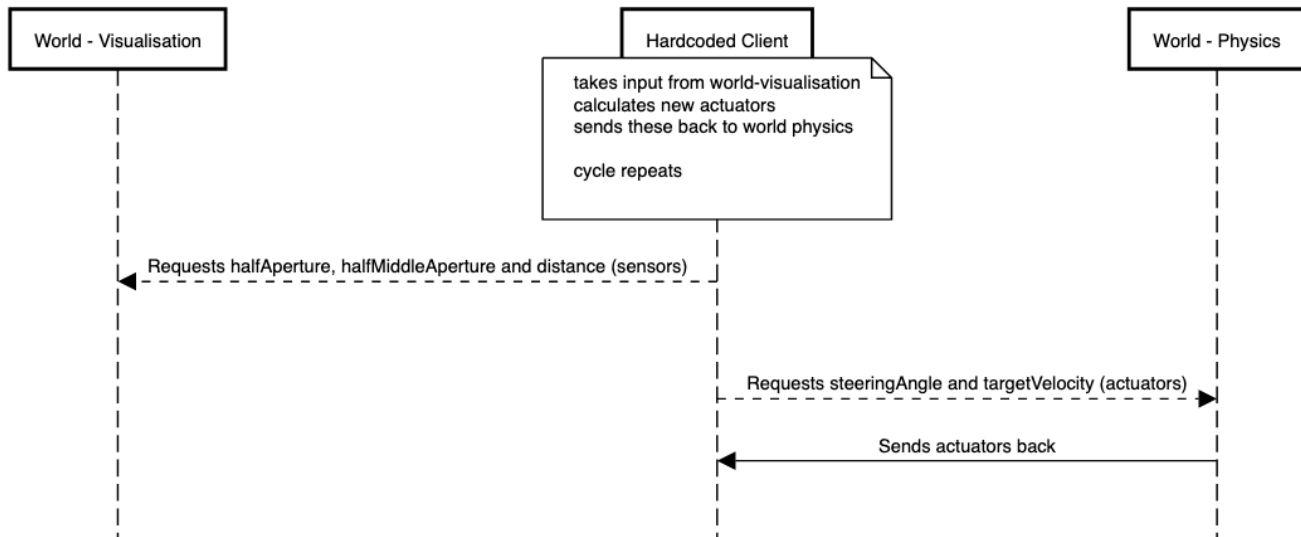 World - Visualisation
Hardcoded Client
World - Physics
takes input from world-visualisation
calculates new actuators
sends these back to world physics
cycle repeats
Requests halfAperture, halfMiddleAperture and distance (sensors)
Requests steeringAngle and targetVelocity (actuators)
Sends actuators back